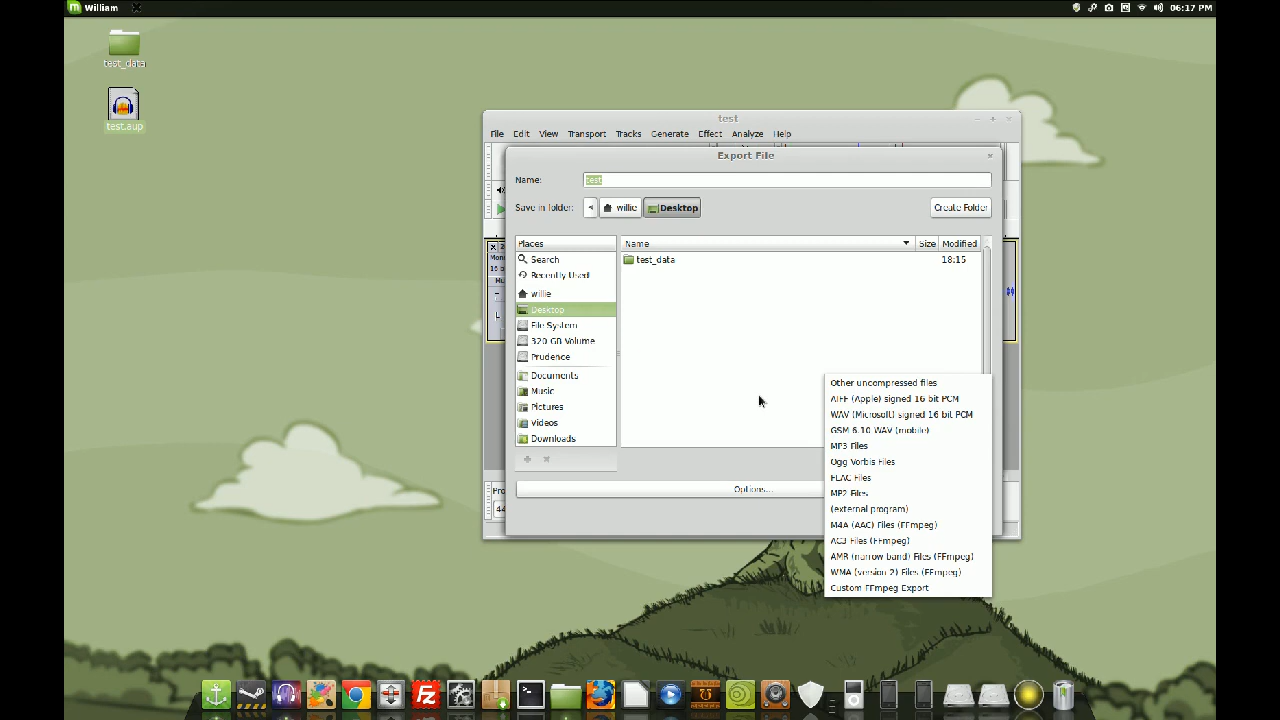 William
06:17 PM
test_data
test.aup
test
File Edit View Transport Tracks Generate Effect Analyze Help
Export File
Name: test
Save in folder: willie Desktop Create Folder
Places
Search
Recently Used
willie
Desktop
File System
320 GB Volume
Prudence
Documents
Music
Pictures
Videos
Downloads
Name Size Modified
test_data 18:15
Other uncompressed files
AIFF (Apple) signed 16 bit PCM
WAV (Microsoft) signed 16 bit PCM
GSM 6.10 WAV (mobile)
MP3 Files
Ogg Vorbis Files
FLAC Files
MP2 Files
(external program)
M4A (AAC) Files (FFmpeg)
AC3 Files (FFmpeg)
AMR (narrow band) Files (FFmpeg)
WMA (version 2) Files (FFmpeg)
Custom FFmpeg Export
Options...